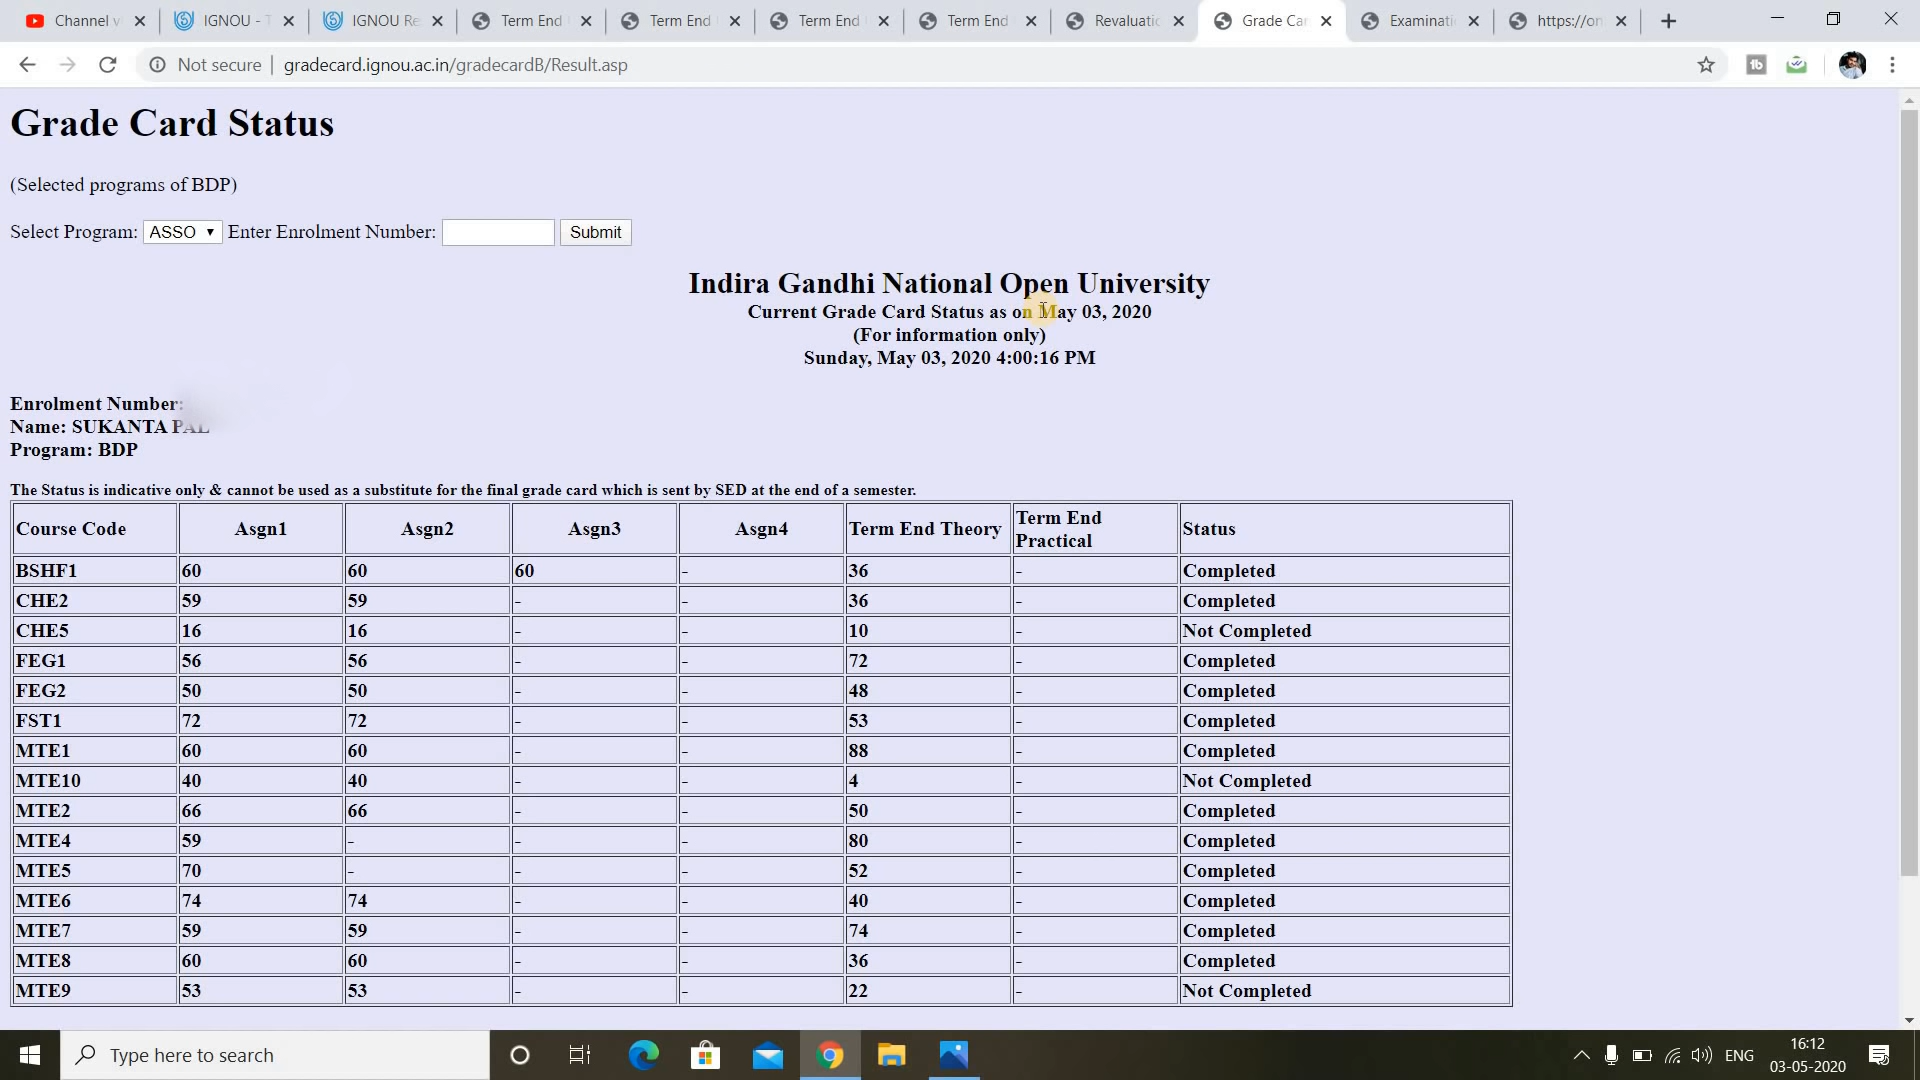 Channel v
IGNOU - T
IGNOU Re
Term End
Term End
Term End
Term End
Revaluatio
Grade Car
Examinati
https://on
Not secure | gradecard.ignou.ac.in/gradecardB/Result.asp
Grade Card Status
(Selected programs of BDP)
Select Program: ASSO Enter Enrolment Number: Submit
Indira Gandhi National Open University
Current Grade Card Status as on May 03, 2020
(For information only)
Sunday, May 03, 2020 4:00:16 PM
Enrolment Number:
Name: SUKANTA PAL
Program: BDP
The Status is indicative only & cannot be used as a substitute for the final grade card which is sent by SED at the end of a semester.
Course Code Asgn1 Asgn2 Asgn3 Asgn4 Term End Theory Term End Practical Status
BSHF1 60 60 60 - 36 - Completed
CHE2 59 59 - - 36 - Completed
CHE5 16 16 - - 10 - Not Completed
FEG1 56 56 - - 72 - Completed
FEG2 50 50 - - 48 - Completed
FST1 72 72 - - 53 - Completed
MTE1 60 60 - - 88 - Completed
MTE10 40 40 - - 4 - Not Completed
MTE2 66 66 - - 50 - Completed
MTE4 59 - - - 80 - Completed
MTE5 70 - - - 52 - Completed
MTE6 74 74 - - 40 - Completed
MTE7 59 59 - - 74 - Completed
MTE8 60 60 - - 36 - Completed
MTE9 53 53 - - 22 - Not Completed
Type here to search
ENG
16:12
03-05-2020